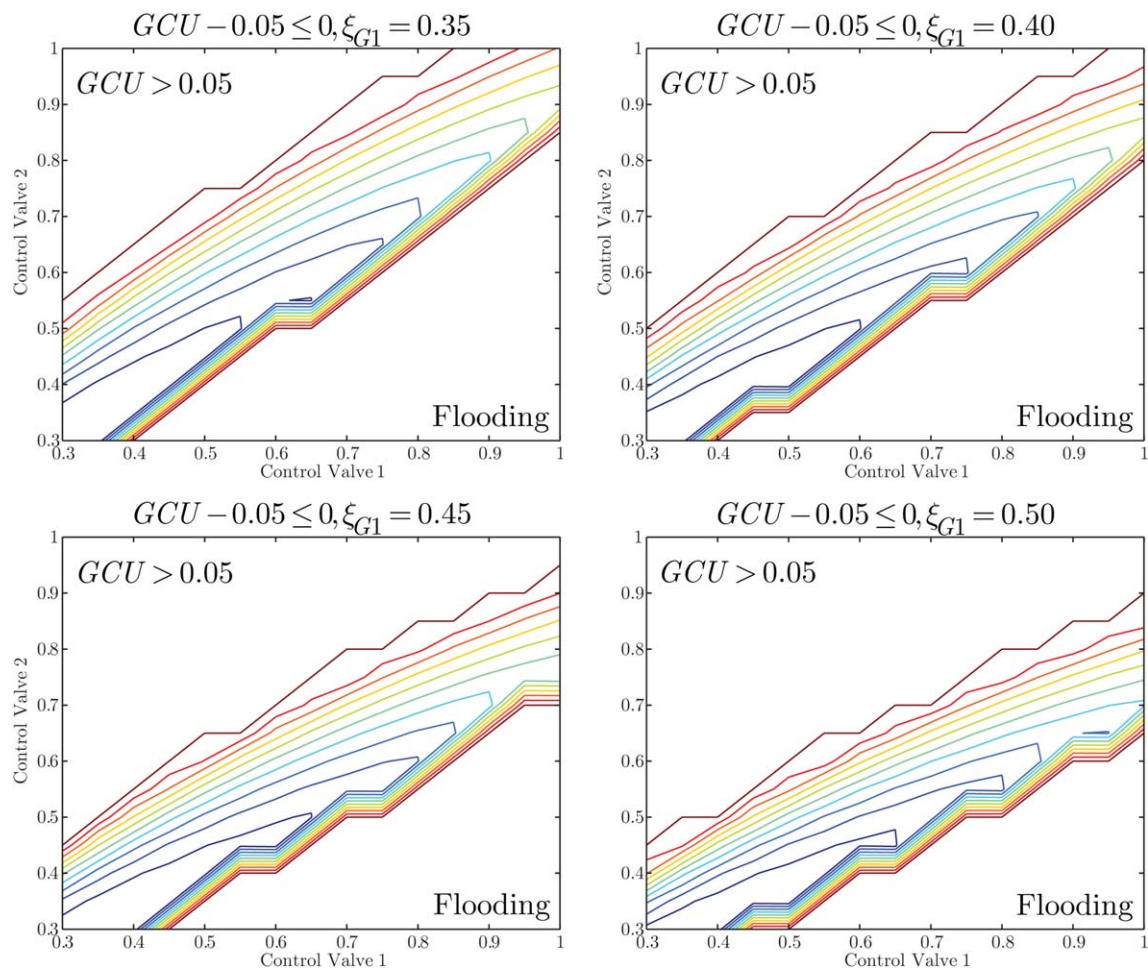 GCU − 0.05 ≤ 0, ξG1 = 0.35
GCU > 0.05
Flooding
Control Valve 2
1
0.9
0.8
0.7
0.6
0.5
0.4
0.3
0.3 0.4 0.5 0.6 0.7 0.8 0.9 1
Control Valve 1
GCU − 0.05 ≤ 0, ξG1 = 0.40
GCU > 0.05
Flooding
Control Valve 2
1
0.9
0.8
0.7
0.6
0.5
0.4
0.3
0.3 0.4 0.5 0.6 0.7 0.8 0.9 1
Control Valve 1
GCU − 0.05 ≤ 0, ξG1 = 0.45
GCU > 0.05
Flooding
Control Valve 2
1
0.9
0.8
0.7
0.6
0.5
0.4
0.3
0.3 0.4 0.5 0.6 0.7 0.8 0.9 1
Control Valve 1
GCU − 0.05 ≤ 0, ξG1 = 0.50
GCU > 0.05
Flooding
Control Valve 2
1
0.9
0.8
0.7
0.6
0.5
0.4
0.3
0.3 0.4 0.5 0.6 0.7 0.8 0.9 1
Control Valve 1